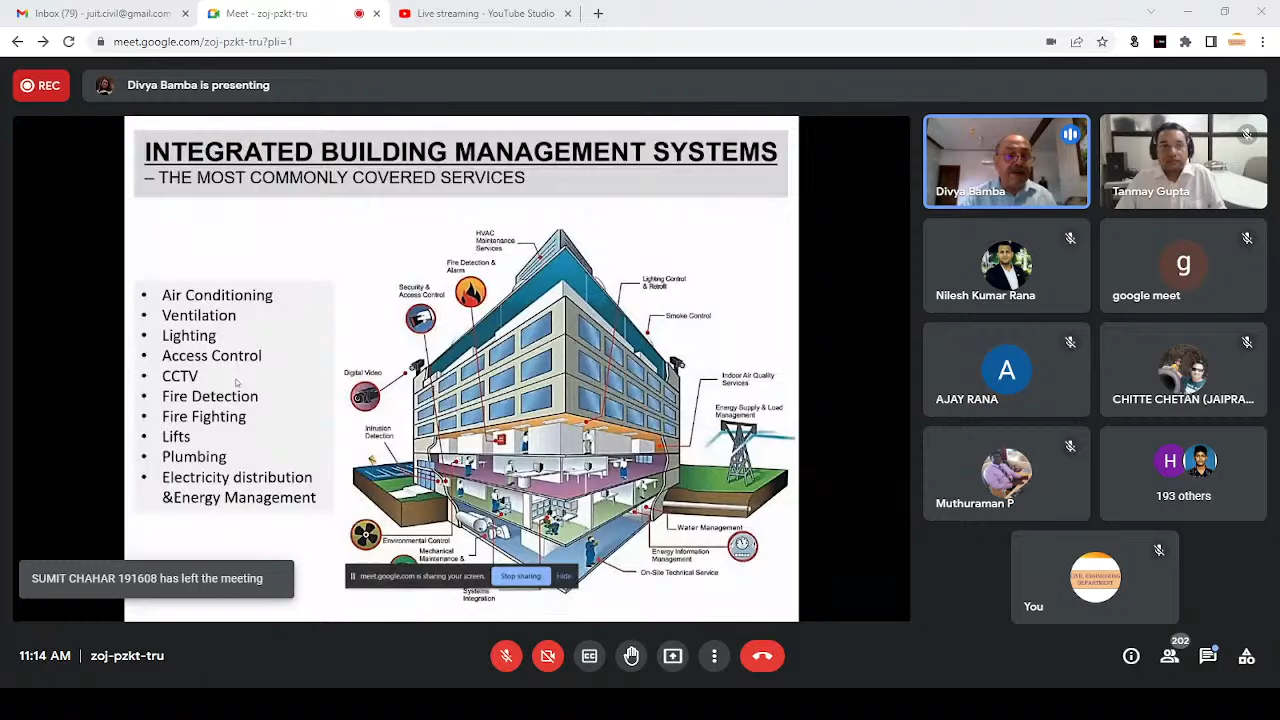 Inbox (79) - juit.civil@gmail.com
Meet - zoj-pzkt-tru
Live streaming - YouTube Studio
meet.google.com/zoj-pzkt-tru?pli=1
REC
Divya Bamba is presenting
INTEGRATED BUILDING MANAGEMENT SYSTEMS
– THE MOST COMMONLY COVERED SERVICES
• Air Conditioning
• Ventilation
• Lighting
• Access Control
• CCTV
• Fire Detection
• Fire Fighting
• Lifts
• Plumbing
• Electricity distribution
&Energy Management
HVAC
Maintenance
Services
Fire Detection &
Alarm
Security &
Access Control
Digital Video
Intrusion
Detection
Lighting Control
& Retrofit
Smoke Control
Indoor Air Quality
Services
Energy Supply & Load
Management
Water Management
Energy Information
Management
On-Site Technical Service
Environmental Control
Mechanical
Maintenance &
Systems
Integration
meet.google.com is sharing your screen.
Stop sharing
Hide
SUMIT CHAHAR 191608 has left the meeting
Divya Bamba
Tanmay Gupta
Nilesh Kumar Rana
g
google meet
A
AJAY RANA
CHITTE CHETAN (JAIPRA...
Muthuraman P
H
193 others
CIVIL ENGINEERING
DEPARTMENT
You
11:14 AM
zoj-pzkt-tru
202